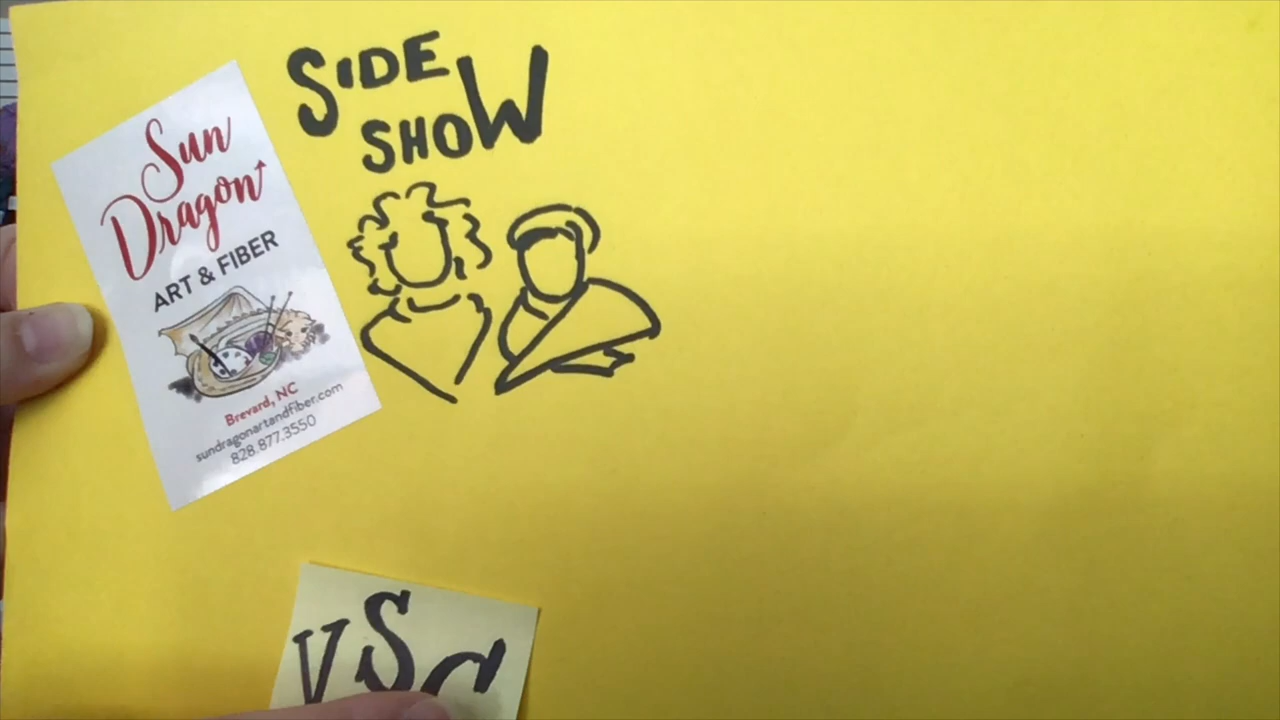 SIDE
SHOW
Sun
Dragon
ART & FIBER
Brevard, NC
sundragonartandfiber.com
828.877.3550
VSC